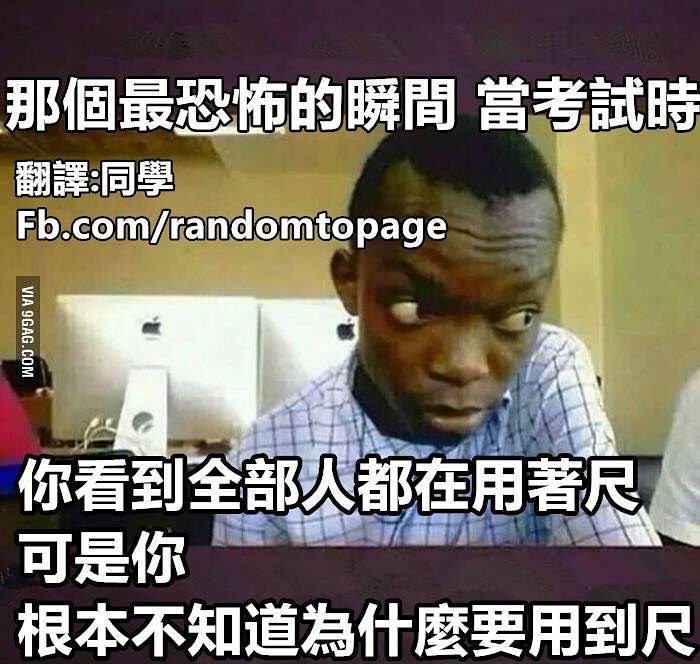 那個最恐怖的瞬間 當考試時
翻譯:同學
Fb.com/randomtopage
VIA 9GAG.COM
你看到全部人都在用著尺
可是你
根本不知道為什麼要用到尺